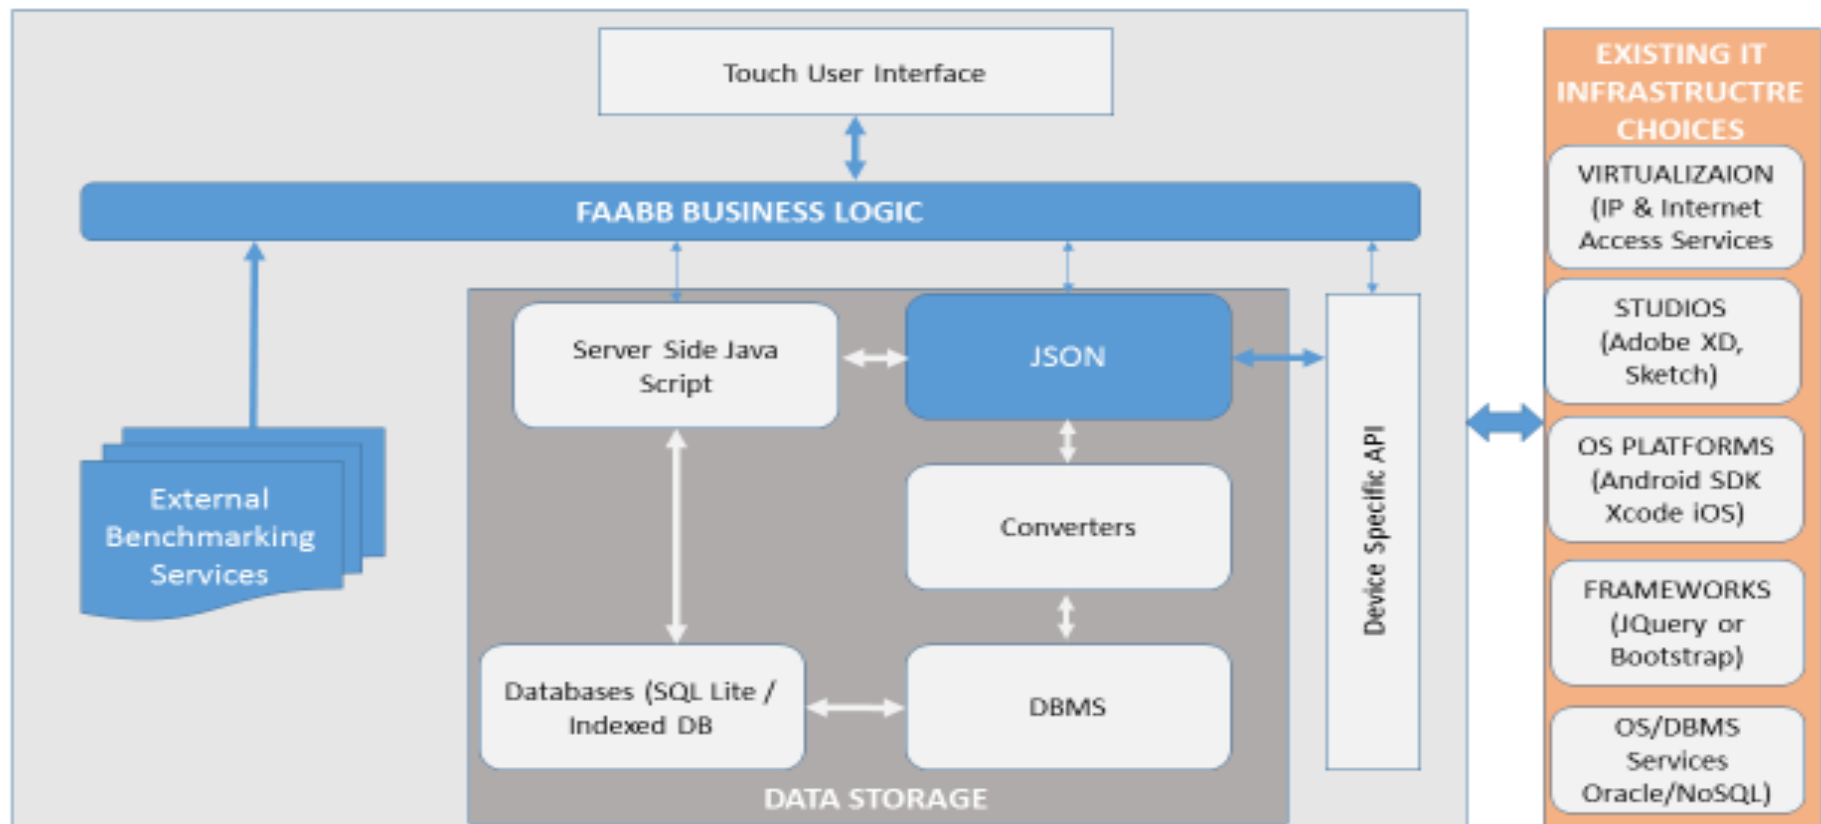 Touch User Interface
FAABB BUSINESS LOGIC
Server Side Java
Script
JSON
External
Benchmarking
Services
Converters
Device Specific API
Databases (SQL Lite /
Indexed DB
DBMS
DATA STORAGE
EXISTING IT
INFRASTRUCTRE
CHOICES
VIRTUALIZAION
(IP & Internet
Access Services
STUDIOS
(Adobe XD,
Sketch)
OS PLATFORMS
(Android SDK
Xcode iOS)
FRAMEWORKS
(JQuery or
Bootstrap)
OS/DBMS
Services
Oracle/NoSQL)